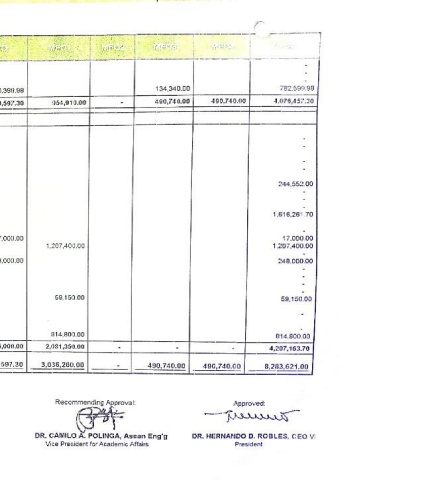 ,399.98 134,340.00 782,599.98
,597.30 954,910.00 - 490,740.00 490,740.00 4,076,457.30
244,552.00
1,616,261.70
,000.00 17,000.00
1,207,400.00 1,207,400.00
,000.00 248,000.00
59,150.00 59,150.00
814,800.00 814,800.00
,000.00 2,081,350.00 - - - 4,207,163.70
597.30 3,036,260.00 - 490,740.00 490,740.00 8,283,621.00
Recommending Approval: Approved:
DR. CAMILO A. POLINGA, Assan Eng'g DR. HERNANDO D. ROBLES, CEO V
Vice President for Academic Affairs President